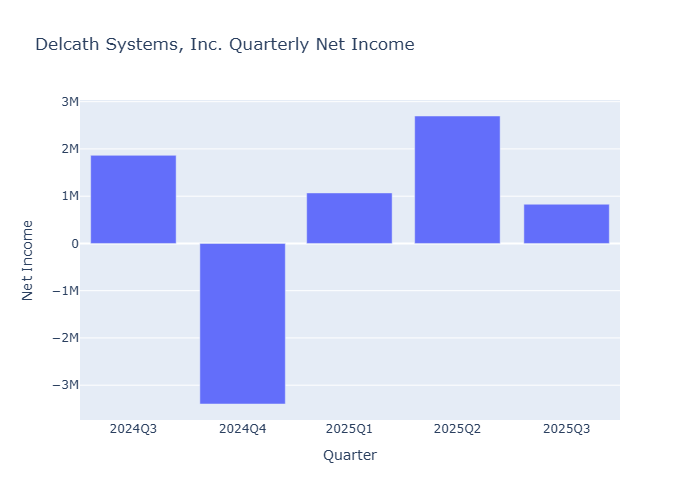 Delcath Systems, Inc. Quarterly Net Income
3M
2M
1M
0
−1M
−2M
−3M
Net Income
2024Q3
2024Q4
2025Q1
2025Q2
2025Q3
Quarter